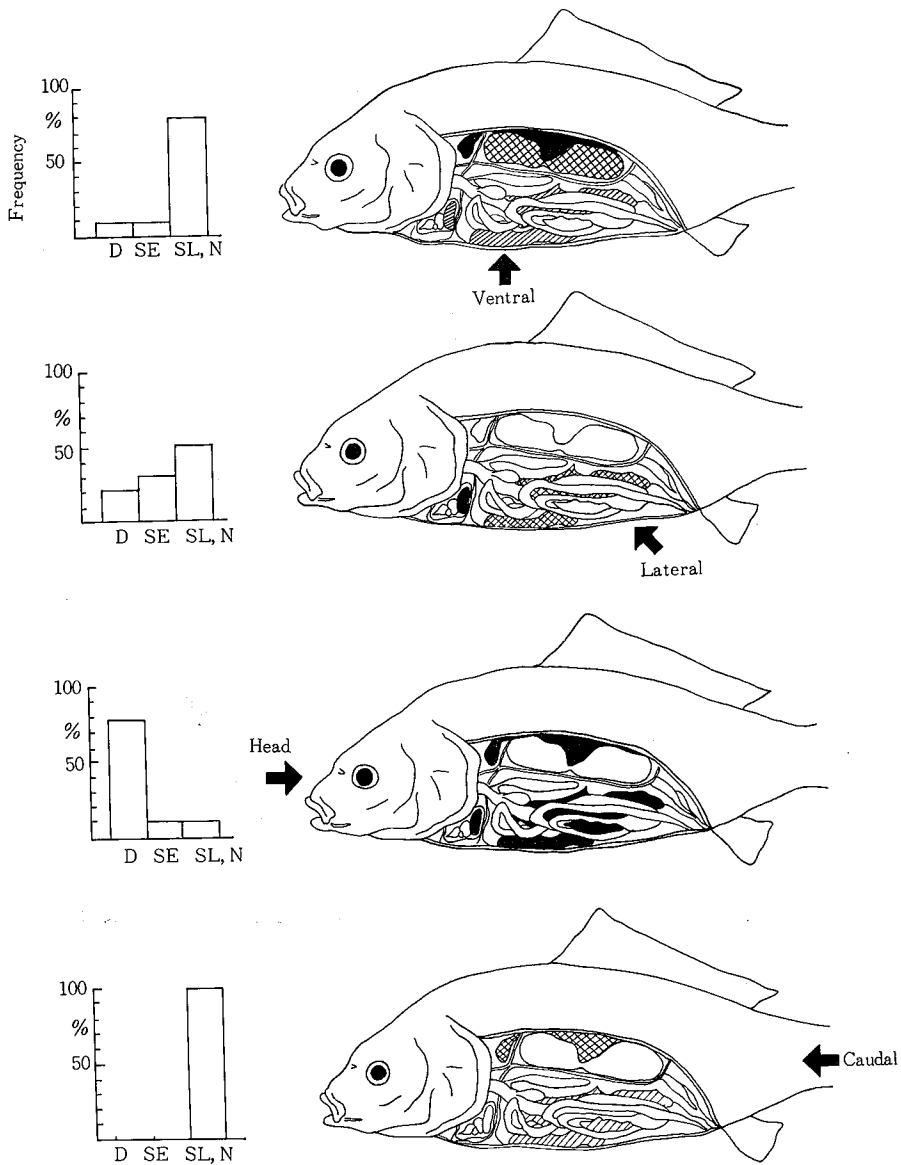 Frequency
100
%
50
D SE SL, N
Ventral
100
%
50
D SE SL, N
Lateral
100
%
50
D SE SL, N
Head
100
%
50
D SE SL, N
Caudal